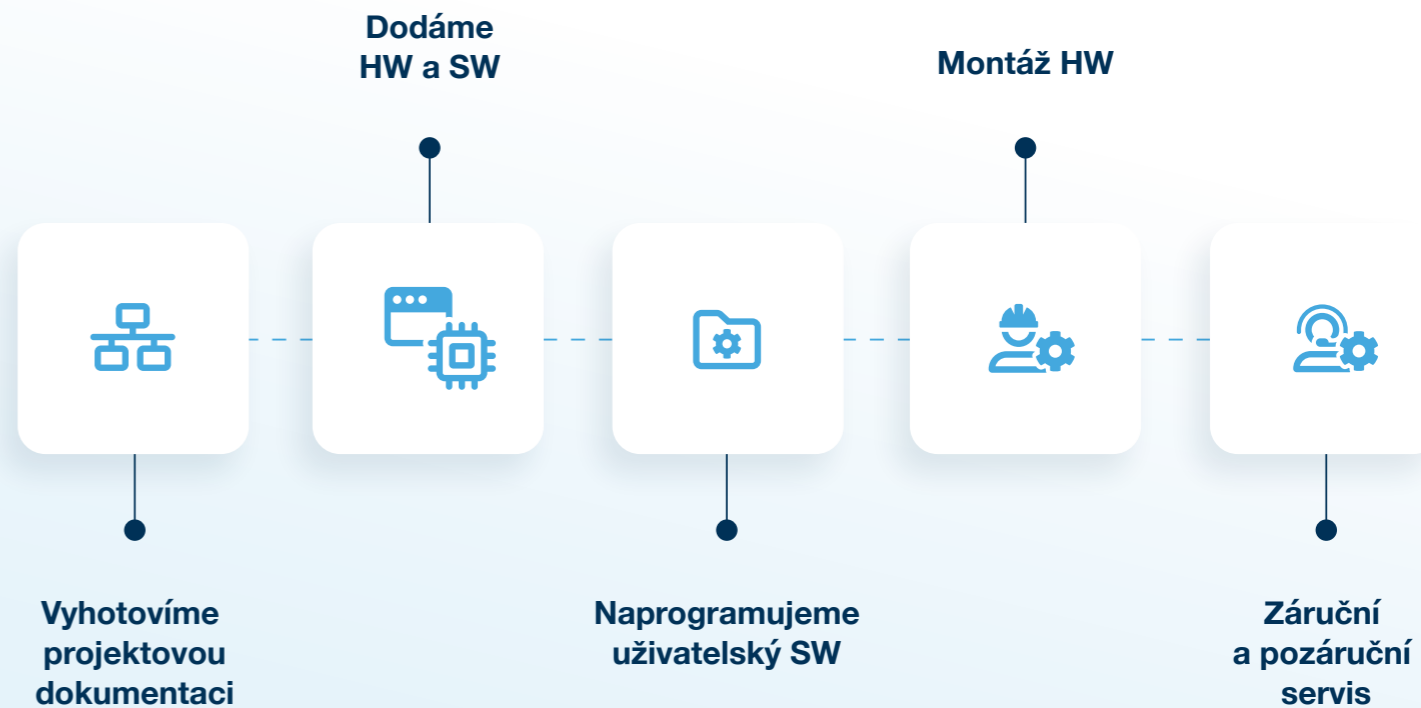 Dodáme
HW a SW
Montáž HW
Vyhotovíme
projektovou
dokumentaci
Naprogramujeme
uživatelský SW
Záruční
a pozáruční
servis